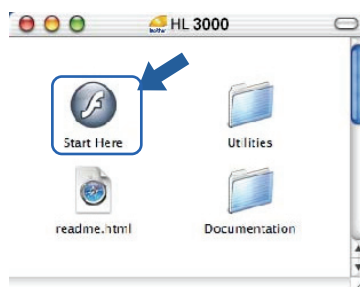 HL 3000
Start Here
Utilities
readme.html
Documentation